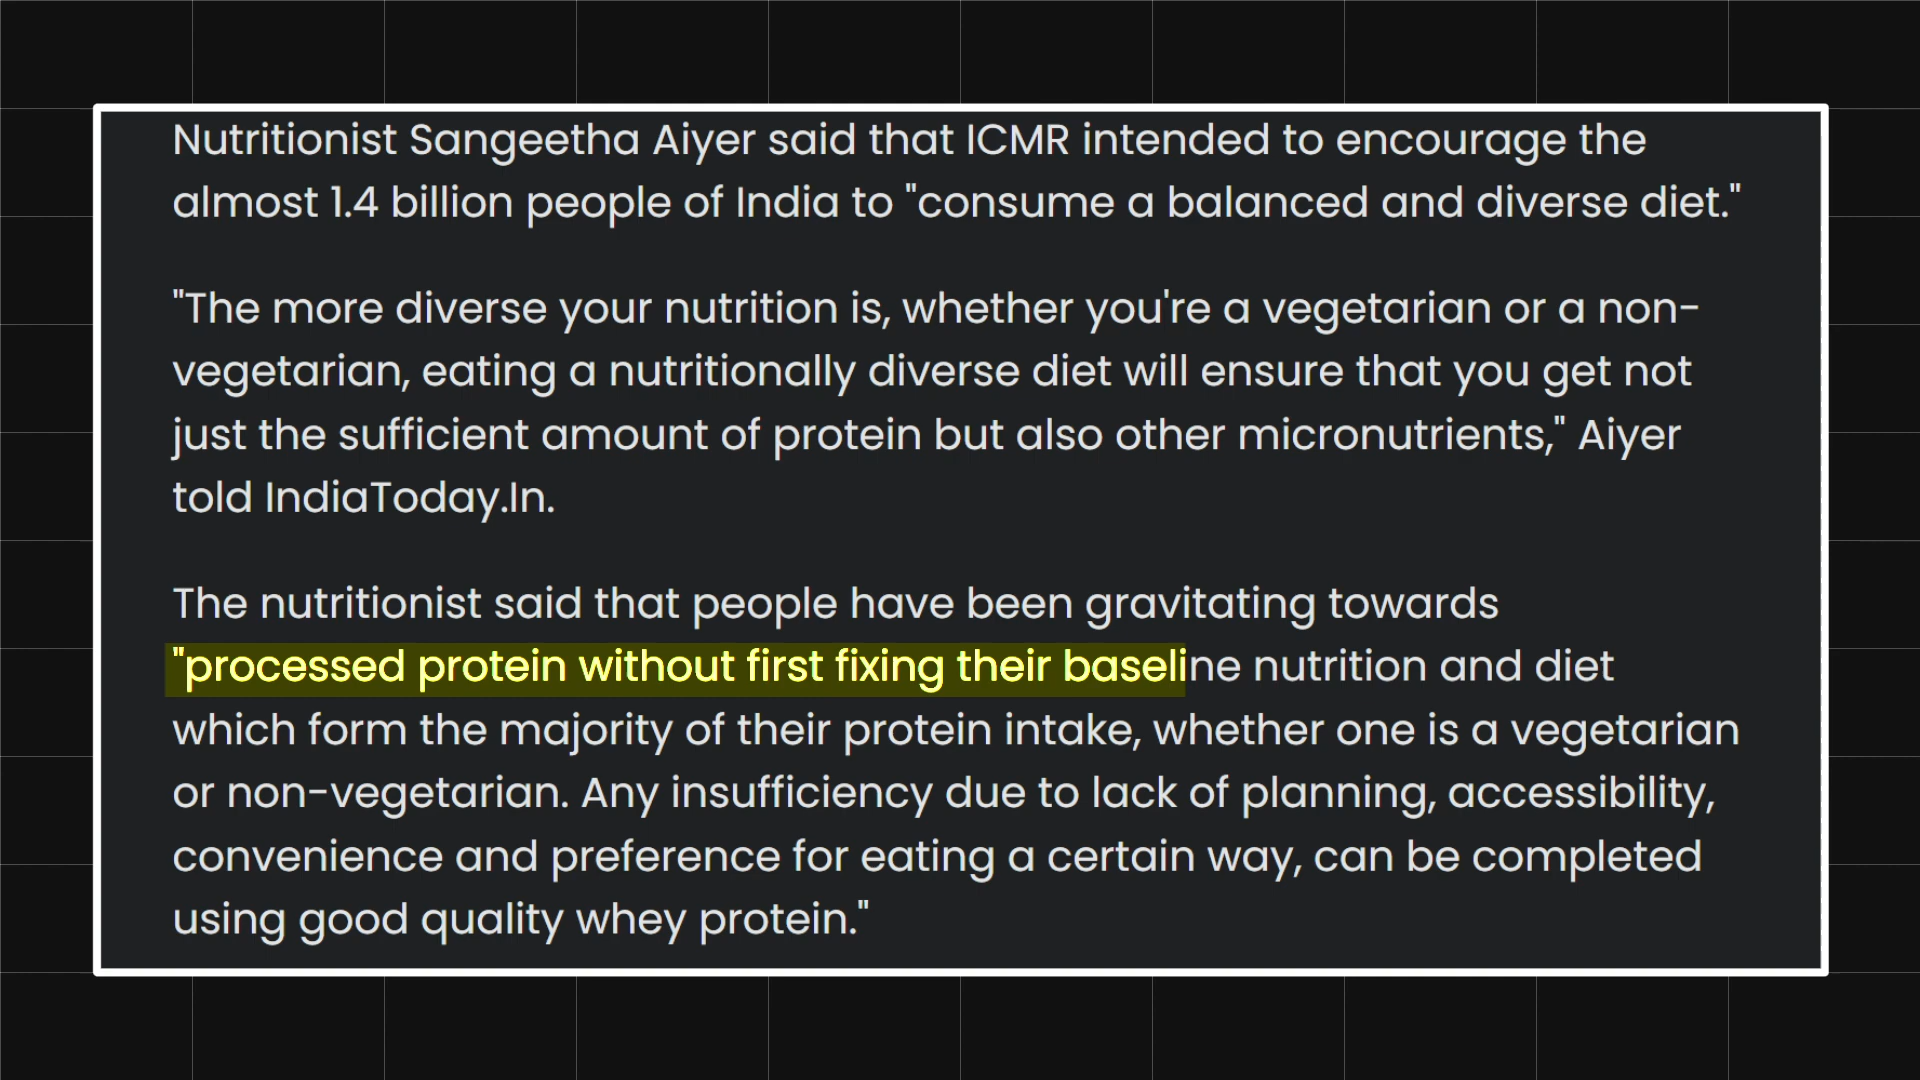 Nutritionist Sangeetha Aiyer said that ICMR intended to encourage the
almost 1.4 billion people of India to "consume a balanced and diverse diet."
"The more diverse your nutrition is, whether you're a vegetarian or a non-
vegetarian, eating a nutritionally diverse diet will ensure that you get not
just the sufficient amount of protein but also other micronutrients," Aiyer
told IndiaToday.In.
The nutritionist said that people have been gravitating towards
"processed protein without first fixing their baseline nutrition and diet
which form the majority of their protein intake, whether one is a vegetarian
or non-vegetarian. Any insufficiency due to lack of planning, accessibility,
convenience and preference for eating a certain way, can be completed
using good quality whey protein."